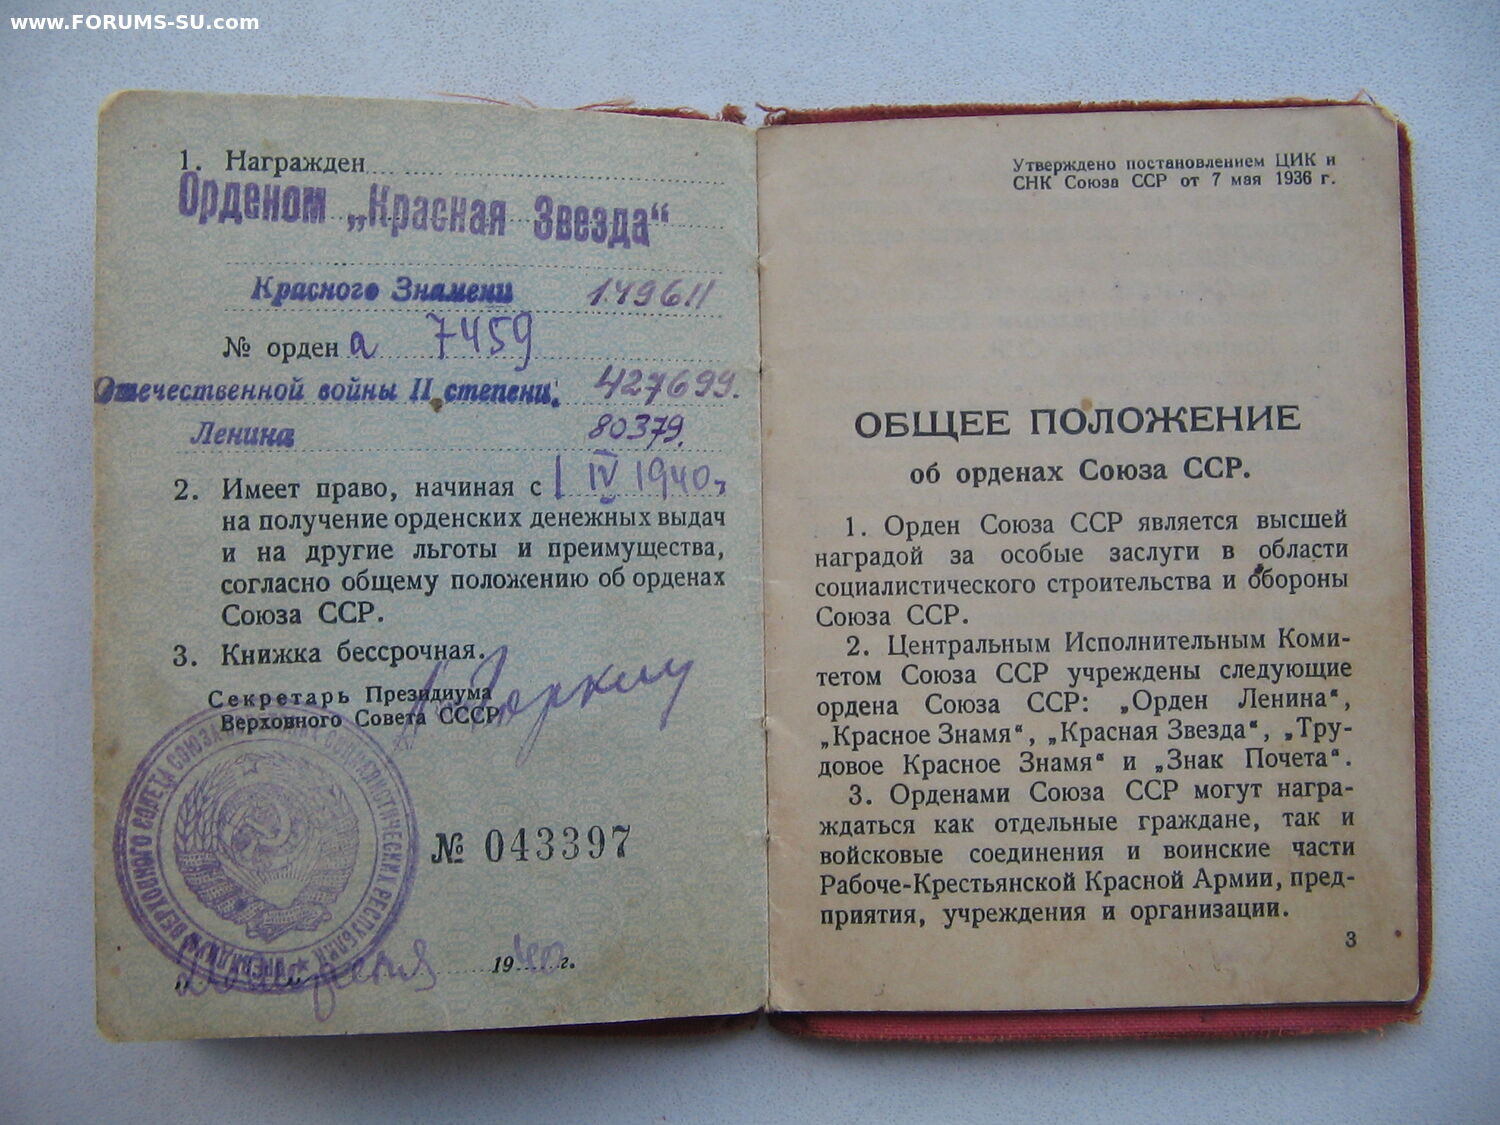 www.FORUMS-SU.com
1. Награжден
Орденом „Красная Звезда“
Красного Знамени 149611
№ орден а 7459
Отечественной войны II степени. 427699.
Ленина 80379.
2. Имеет право, начиная с 1 IV 1940 г
на получение орденских денежных выдач
и на другие льготы и преимущества,
согласно общему положению об орденах
Союза ССР.
3. Книжка бессрочная.
Секретарь Президиума
Верховного Совета СССР
А. Горкин
№ 043397
апреля 1940 г.
Утверждено постановлением ЦИК и
СНК Союза ССР от 7 мая 1936 г.
ОБЩЕЕ ПОЛОЖЕНИЕ
об орденах Союза ССР.
1. Орден Союза ССР является высшей
наградой за особые заслуги в области
социалистического строительства и обороны
Союза ССР.
2. Центральным Исполнительным Коми-
тетом Союза ССР учреждены следующие
ордена Союза ССР: „Орден Ленина“,
„Красное Знамя“, „Красная Звезда“, „Тру-
довое Красное Знамя“ и „Знак Почета“.
3. Орденами Союза ССР могут награ-
ждаться как отдельные граждане, так и
войсковые соединения и воинские части
Рабоче-Крестьянской Красной Армии, пред-
приятия, учреждения и организации.
3